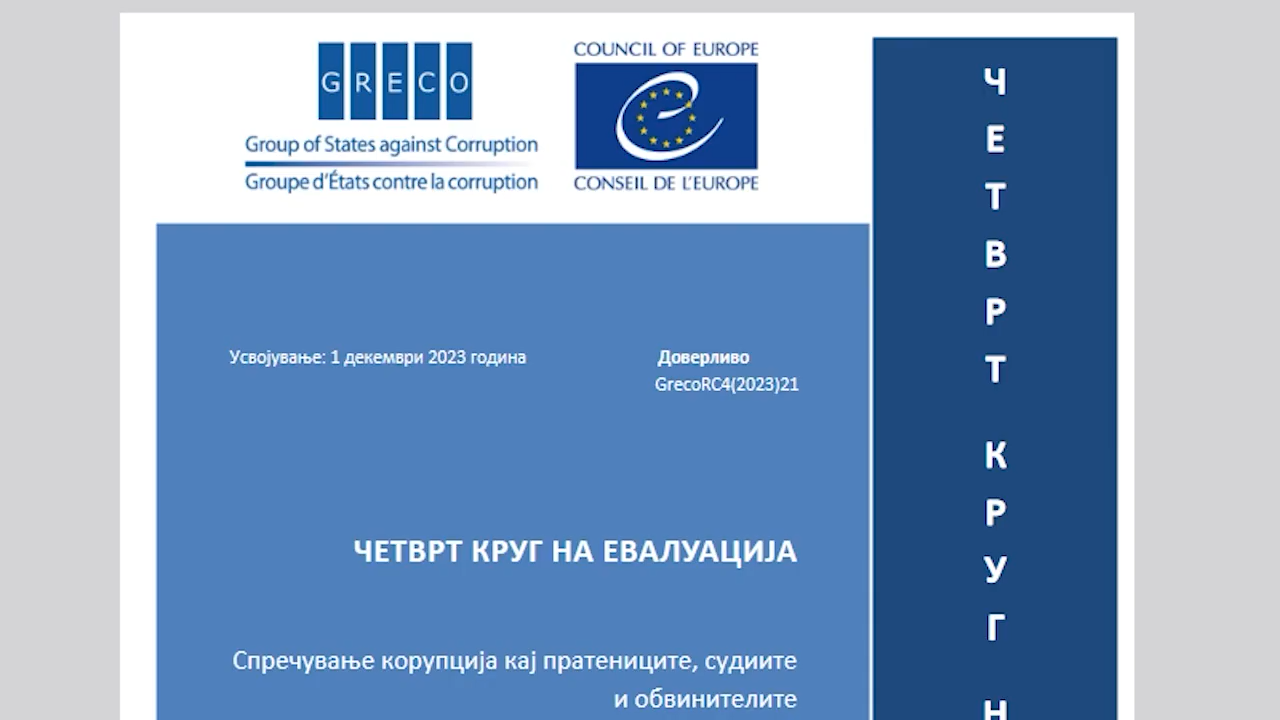 GRECO
Group of States against Corruption
Groupe d'États contre la corruption
COUNCIL OF EUROPE
CONSEIL DE L'EUROPE
Усвојување: 1 декември 2023 година
Доверливо
GrecoRC4(2023)21
ЧЕТВРТ КРУГ НА ЕВАЛУАЦИЈА
Спречување корупција кај пратениците, судиите
и обвинителите
Ч
Е
Т
В
Р
Т
К
Р
У
Г
Н